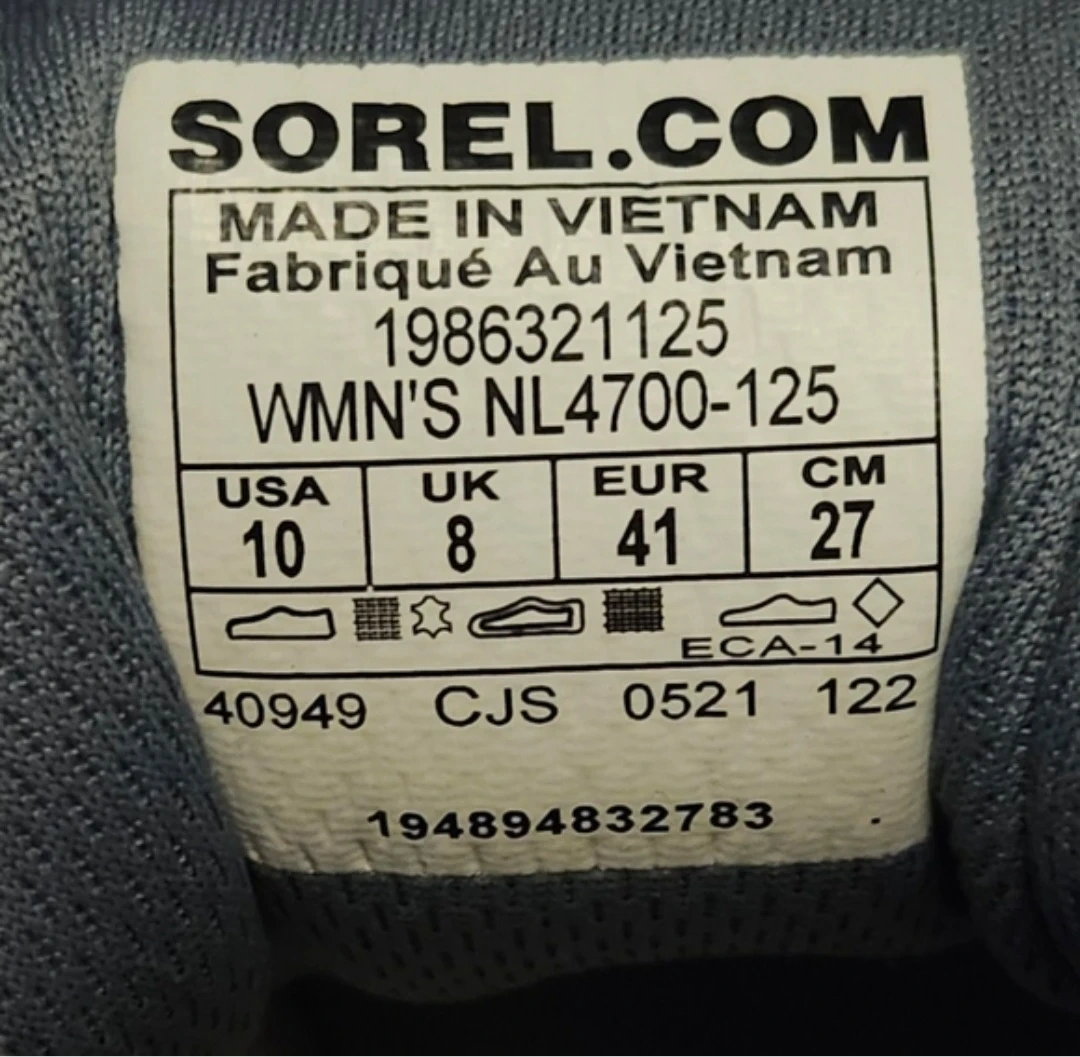 SOREL.COM
MADE IN VIETNAM
Fabriqué Au Vietnam
1986321125
WMN'S NL4700-125
USA UK EUR CM
10 8 41 27
ECA-14
40949 CJS 0521 122
194894832783 .